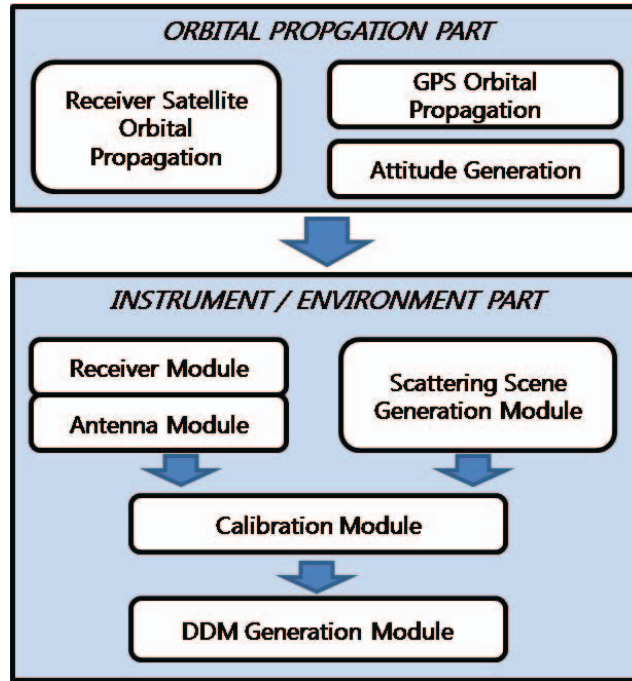 ORBITAL PROPGATION PART
Receiver Satellite
Orbital
Propagation
GPS Orbital
Propagation
Attitude Generation
INSTRUMENT / ENVIRONMENT PART
Receiver Module
Antenna Module
Scattering Scene
Generation Module
Calibration Module
DDM Generation Module